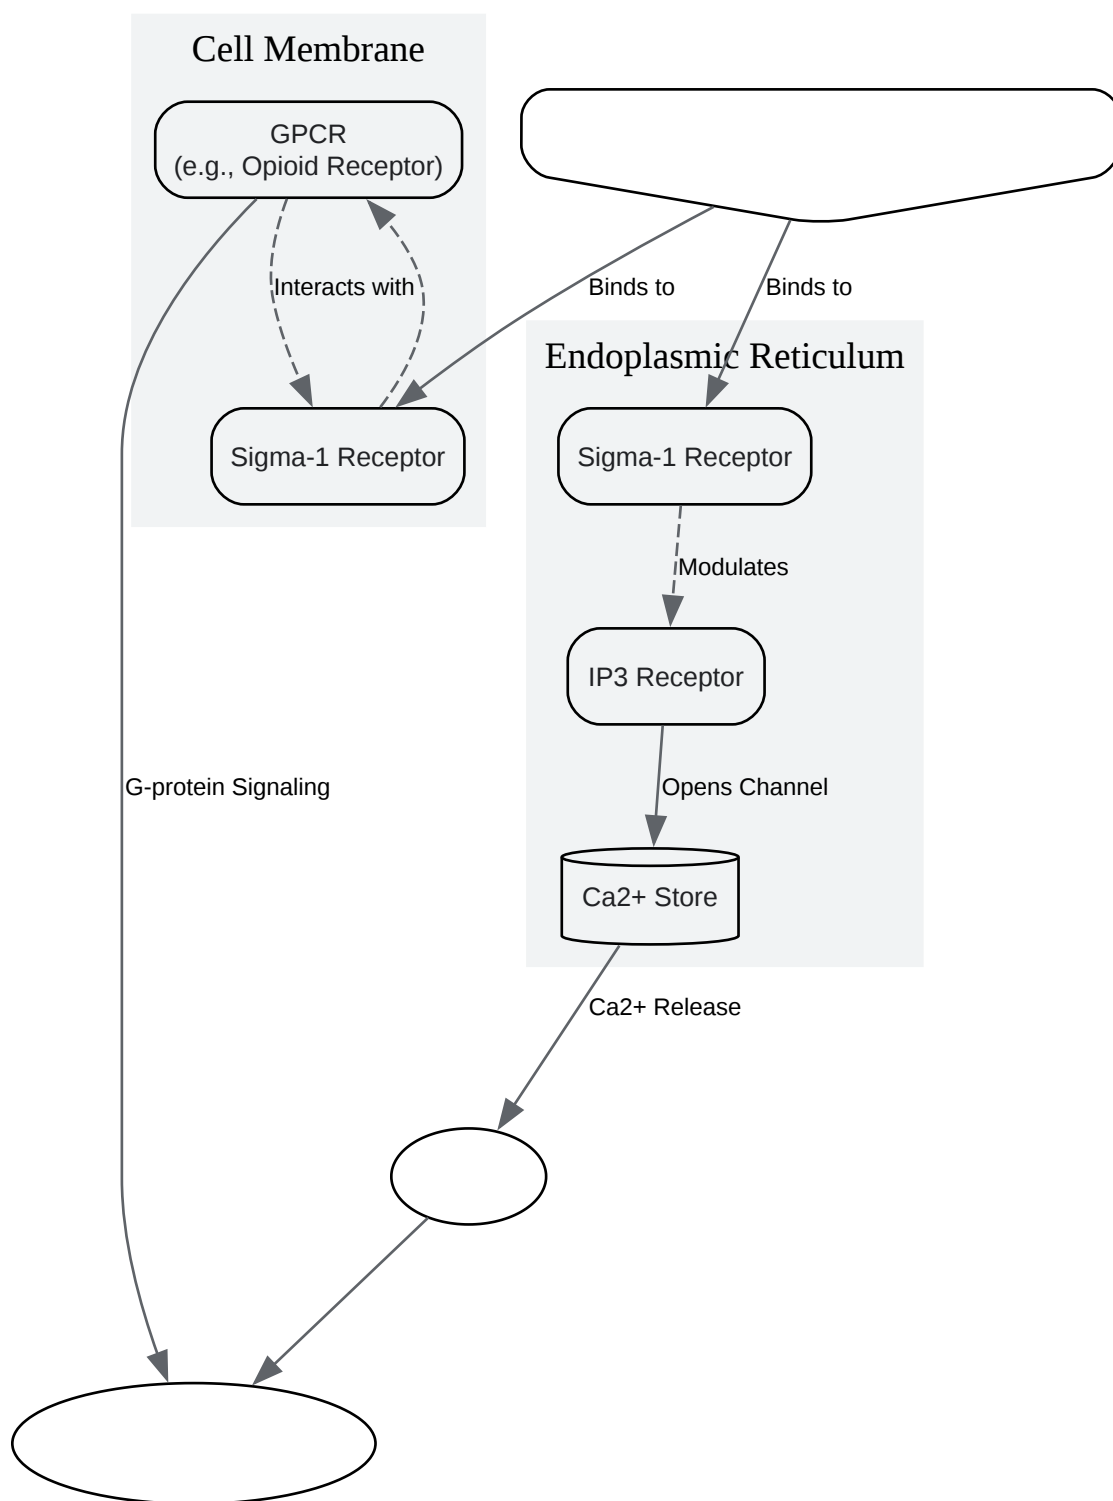 Cell Membrane
GPCR
(e.g., Opioid Receptor)
Interacts with
Binds to
Binds to
Endoplasmic Reticulum
Sigma-1 Receptor
Sigma-1 Receptor
Modulates
IP3 Receptor
G-protein Signaling
Opens Channel
Ca2+ Store
Ca2+ Release